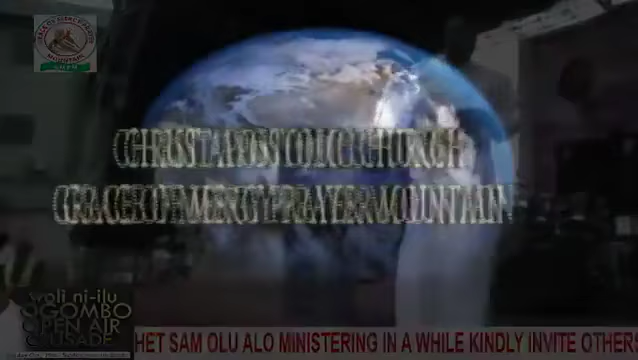 CHRIST APOSTOLIC CHURCH
GRACE OF MERCY PRAYER MOUNTAIN
woli ni-ilu
OGOMBO
OPEN AIR
CRUSADE
HET SAM OLU ALO MINISTERING IN A WHILE KINDLY INVITE OTHER